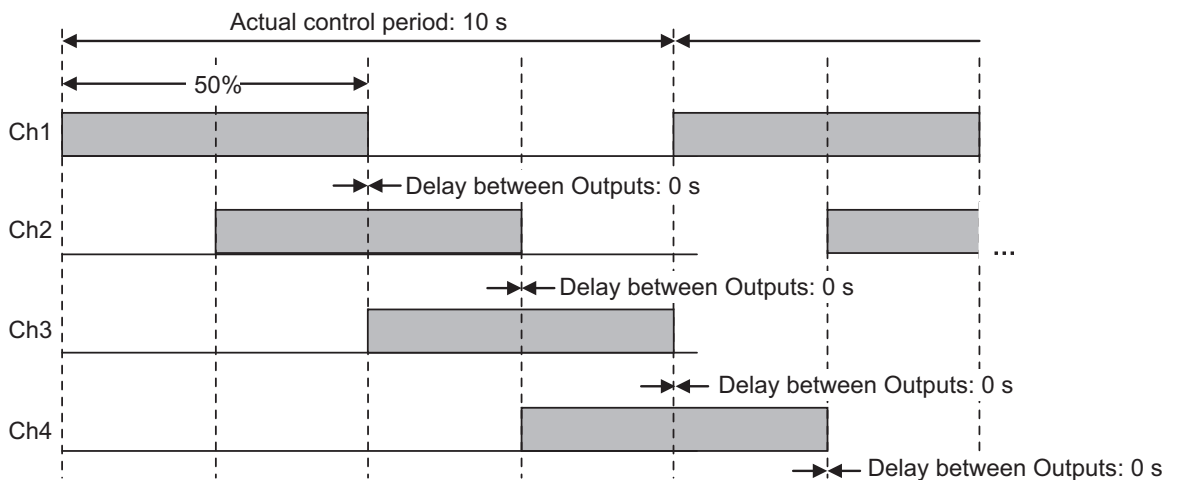 Actual control period: 10 s
50%
Ch1
Delay between Outputs: 0 s
Ch2
...
Delay between Outputs: 0 s
Ch3
Delay between Outputs: 0 s
Ch4
Delay between Outputs: 0 s